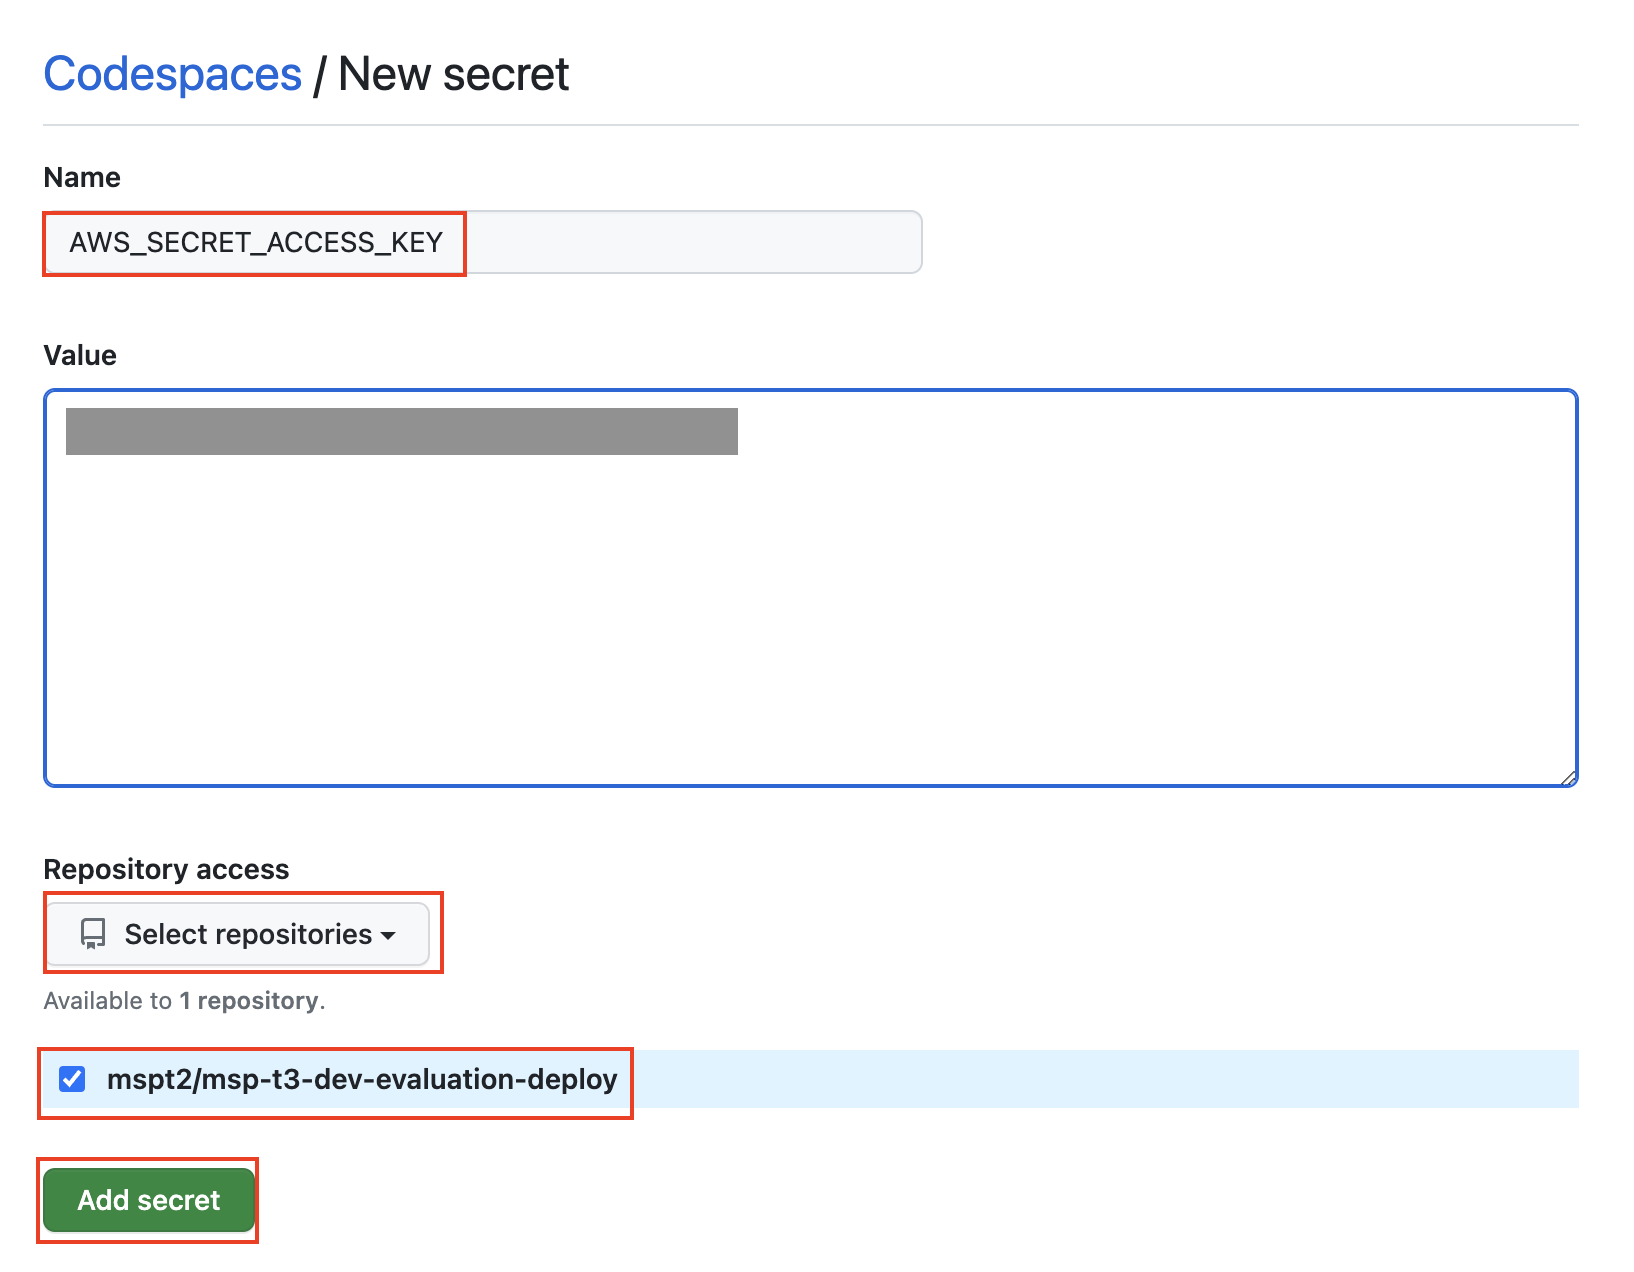 Codespaces / New secret
Name
AWS_SECRET_ACCESS_KEY
Value
Repository access
Select repositories
Available to 1 repository.
mspt2/msp-t3-dev-evaluation-deploy
Add secret